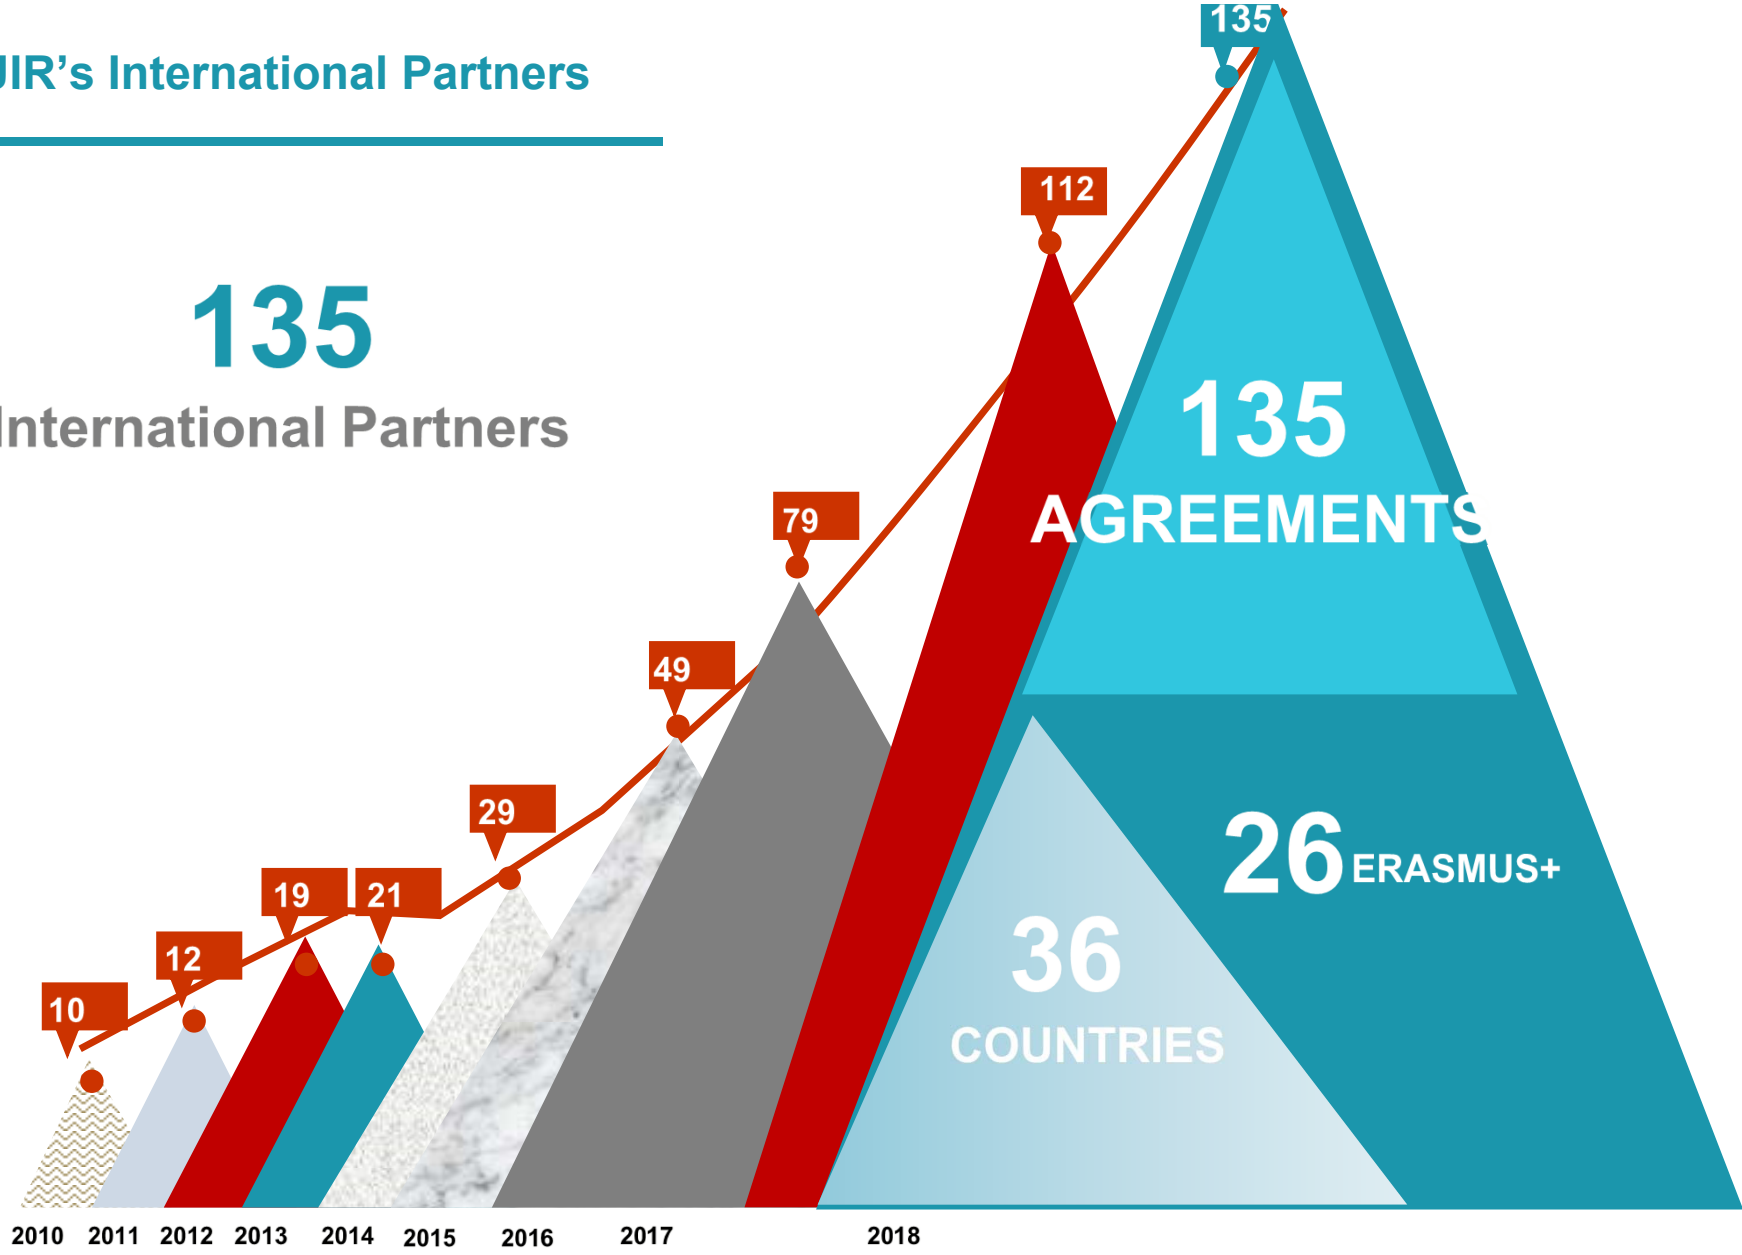 JIR’s International Partners
135
International Partners
135
112
79
49
29
19
21
12
10
135
AGREEMENTS
26 ERASMUS+
36
COUNTRIES
2010 2011 2012 2013 2014 2015 2016 2017 2018